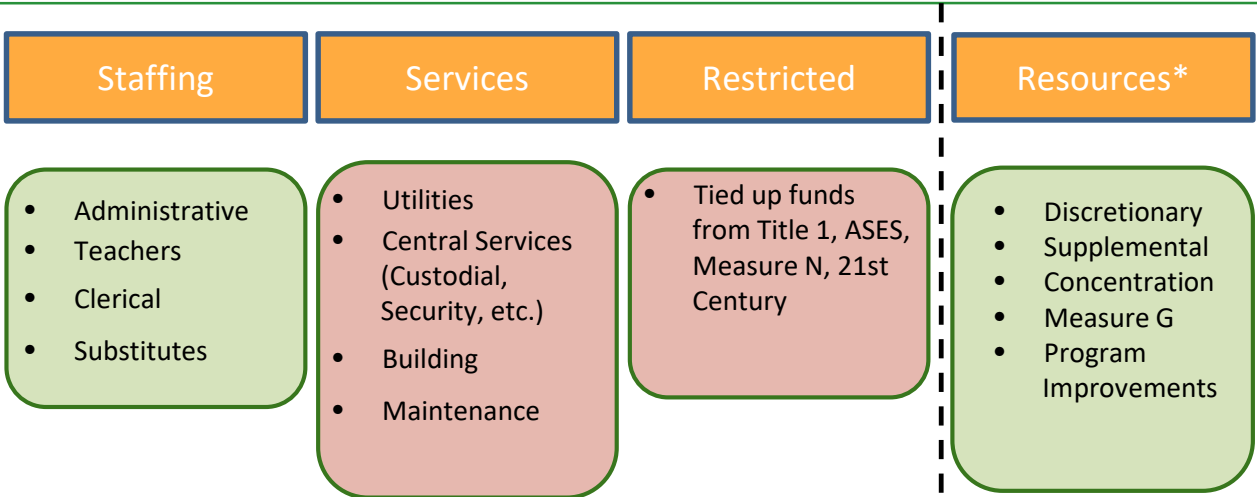 Staffing
Services
Restricted
Resources*
• Administrative
• Teachers
• Clerical
• Substitutes
• Utilities
• Central Services
(Custodial,
Security, etc.)
• Building
• Maintenance
• Tied up funds
from Title 1, ASES,
Measure N, 21st
Century
• Discretionary
• Supplemental
• Concentration
• Measure G
• Program
Improvements